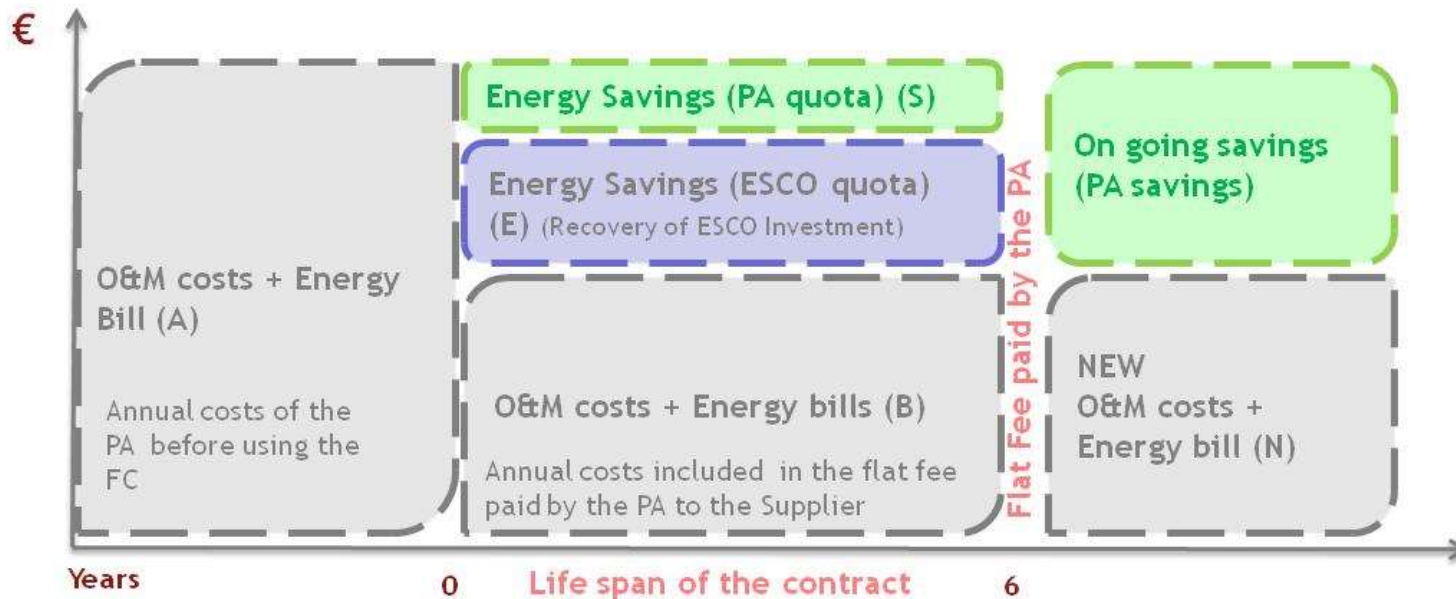 €
O&M costs + Energy
Bill (A)
Annual costs of the
PA before using the
FC
Energy Savings (PA quota) (S)
Energy Savings (ESCO quota)
(E) (Recovery of ESCO Investment)
O&M costs + Energy bills (B)
Annual costs included in the flat fee
paid by the PA to the Supplier
Flat Fee paid by the PA
On going savings
(PA savings)
NEW
O&M costs +
Energy bill (N)
Years
0
Life span of the contract
6